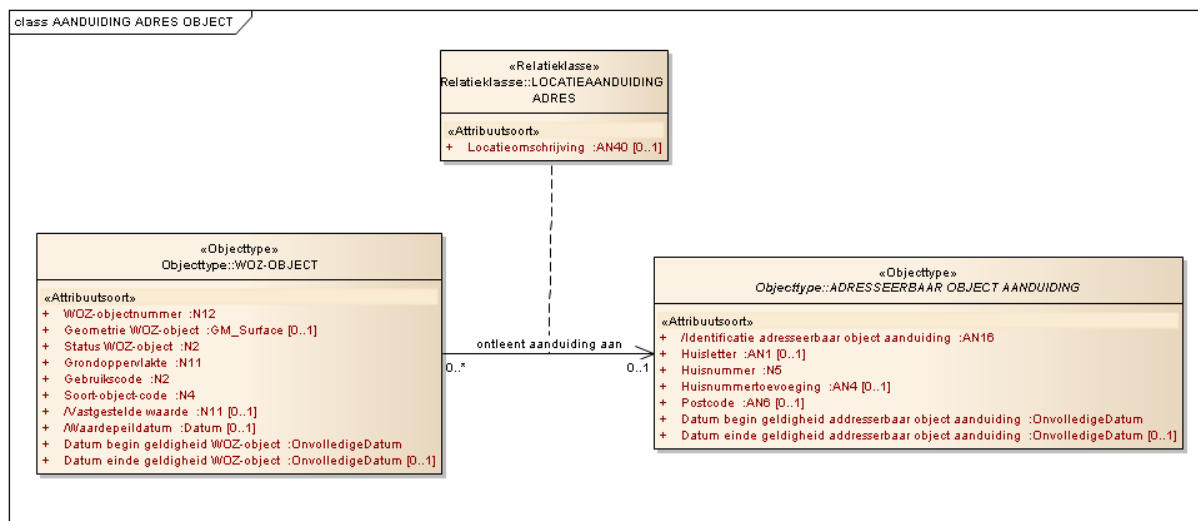 class AANDUIDING ADRES OBJECT
«Relatieklasse»
Relatieklasse::LOCATIEAANDUIDING
ADRES
«Attribuutsoort»
+ Locatieomschrijving :AN40 [0..1]
«Objecttype»
Objecttype::WOZ-OBJECT
«Attribuutsoort»
+ WOZ-objectnummer :N12
+ Geometrie WOZ-object :GM_Surface [0..1]
+ Status WOZ-object :N2
+ Grondoppervlakte :N11
+ Gebruikscode :N2
+ Soort-object-code :N4
+ /Vastgestelde waarde :N11 [0..1]
+ /Waardepeildatum :Datum [0..1]
+ Datum begin geldigheid WOZ-object :OnvolledigeDatum
+ Datum einde geldigheid WOZ-object :OnvolledigeDatum [0..1]
ontleent aanduiding aan
0..*
0..1
«Objecttype»
Objecttype::ADRESSEERBAAR OBJECT AANDUIDING
«Attribuutsoort»
+ /Identificatie adresseerbaar object aanduiding :AN16
+ Huisletter :AN1 [0..1]
+ Huisnummer :N5
+ Huisnummertoevoeging :AN4 [0..1]
+ Postcode :AN6 [0..1]
+ Datum begin geldigheid addresserbaar object aanduiding :OnvolledigeDatum
+ Datum einde geldigheid addresserbaar object aanduiding :OnvolledigeDatum [0..1]